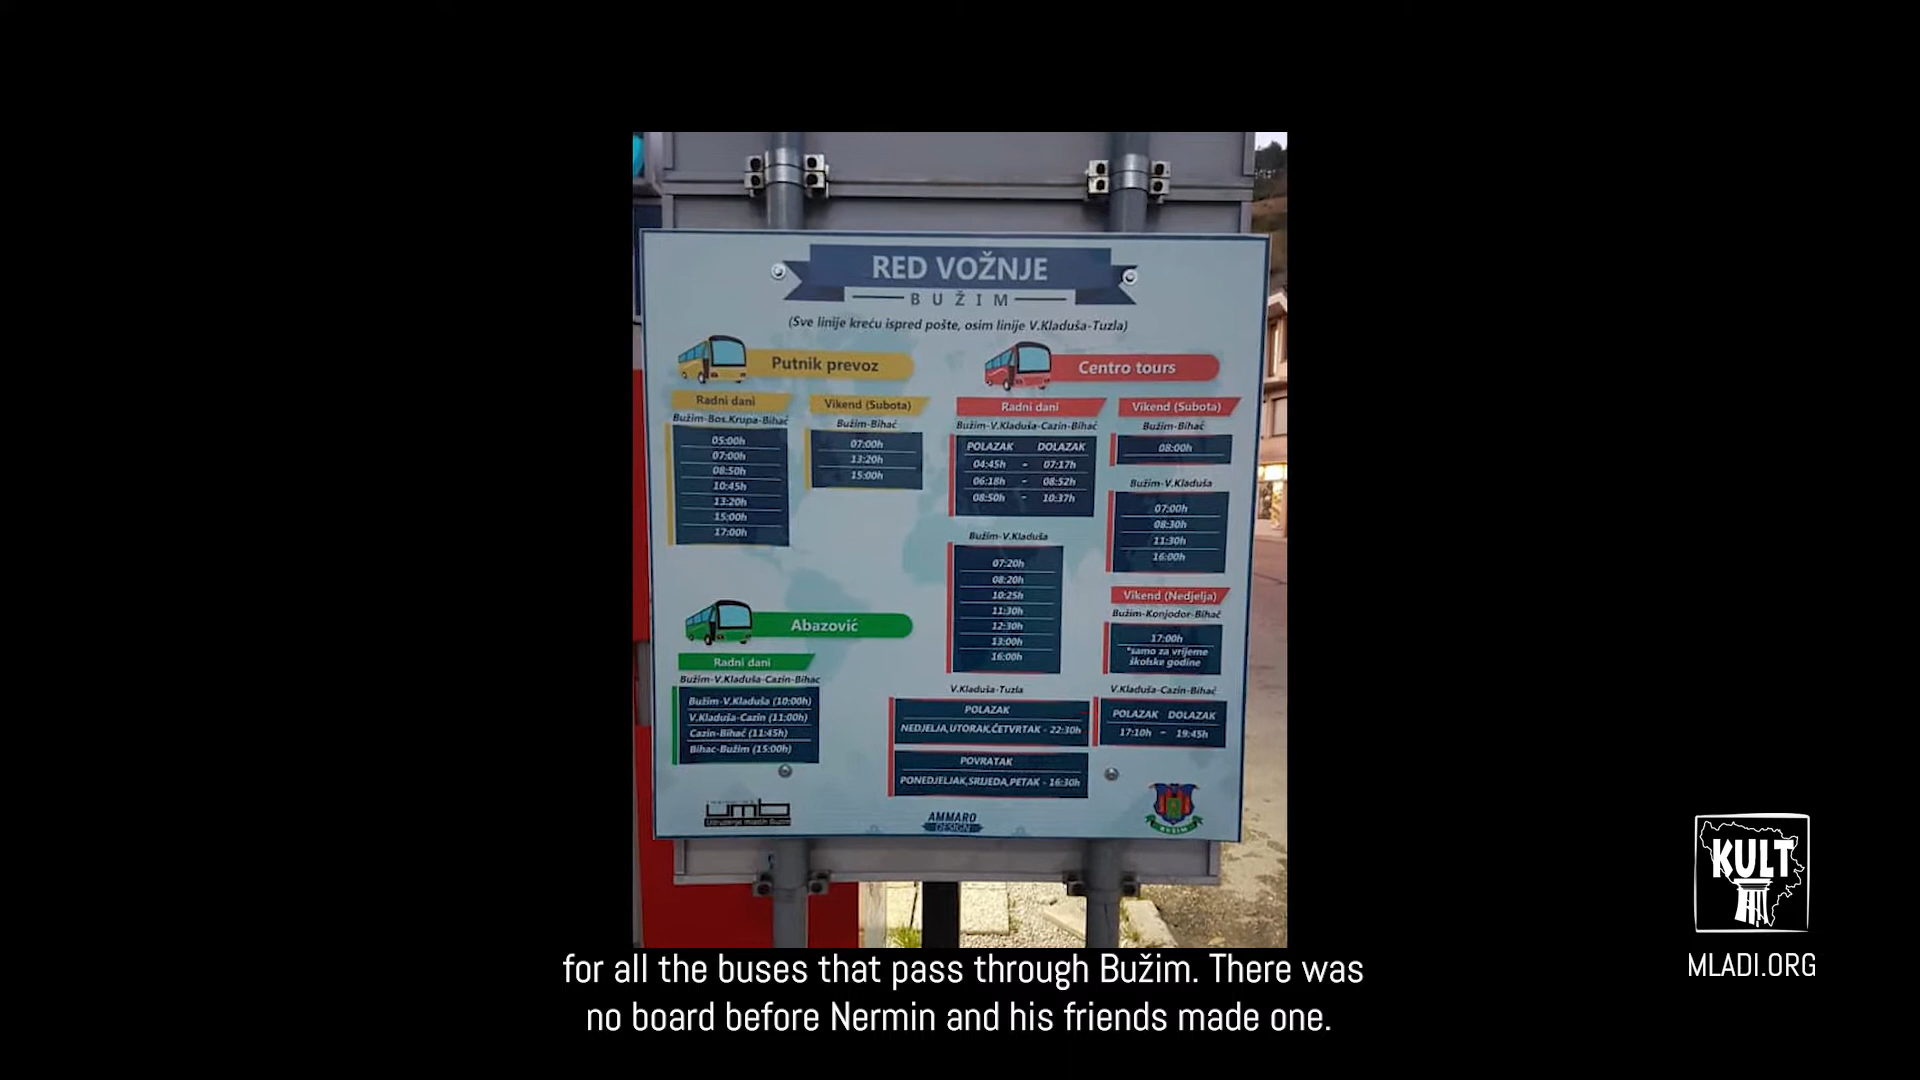 RED VOŽNJE
BUŽIM
(Sve linije kreću ispred pošte, osim linije V.Kladuša-Tuzla)
Putnik prevoz
Radni dani
Bužim-Bos.Krupa-Bihać
05:00h
07:00h
08:50h
10:45h
13:20h
15:00h
17:00h
Vikend (Subota)
Bužim-Bihać
07:00h
13:20h
15:00h
Abazović
Radni dani
Bužim-V.Kladuša-Cazin-Bihac
Bužim-V.Kladuša (10:00h)
V.Kladuša-Cazin (11:00h)
Cazin-Bihać (11:45h)
Bihac-Bužim (15:00h)
Centro tours
Radni dani
Bužim-V.Kladuša-Cazin-Bihać
POLAZAK DOLAZAK
04:45h - 07:17h
06:18h - 08:52h
08:50h - 10:37h
Bužim-V.Kladuša
07:20h
08:20h
10:25h
11:30h
12:30h
13:00h
16:00h
Vikend (Subota)
Bužim-Bihać
08:00h
Bužim-V.Kladuša
07:00h
08:30h
11:30h
16:00h
Vikend (Nedjelja)
Bužim-Konjodor-Bihać
17:00h
*samo za vrijeme
školske godine
V.Kladuša-Tuzla
POLAZAK
NEDJELJA,UTORAK,ČETVRTAK - 22:30h
POVRATAK
PONEDJELJAK,SRIJEDA,PETAK - 16:30h
V.Kladuša-Cazin-Bihać
POLAZAK DOLAZAK
17:10h - 19:45h
umb
Udruženje mladih Bužim
AMMARO
DESIGN
BUŽIM
KULT
MLADI.ORG
for all the buses that pass through Bužim. There was
no board before Nermin and his friends made one.